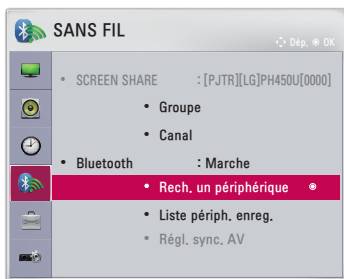 SANS FIL
Dép. OK
• SCREEN SHARE : [PJTR][LG]PH450U[0000]
• Groupe
• Canal
• Bluetooth : Marche
• Rech. un périphérique
• Liste périph. enreg.
• Régl. sync. AV